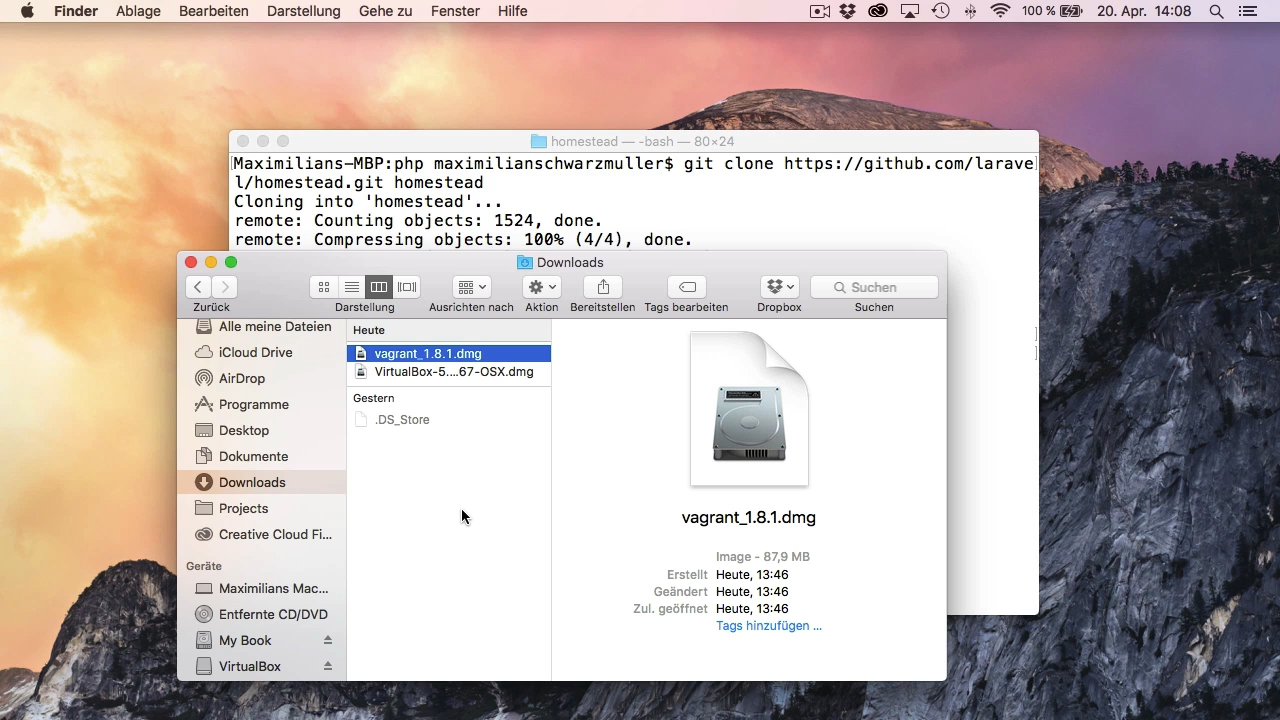 Finder Ablage Bearbeiten Darstellung Gehe zu Fenster Hilfe 100 % 20. Apr. 14:08
homestead — -bash — 80×24
Maximilians-MBP:php maximilianschwarzmuller$ git clone https://github.com/larave
l/homestead.git homestead
Cloning into 'homestead'...
remote: Counting objects: 1524, done.
remote: Compressing objects: 100% (4/4), done.
Downloads
Suchen
Zurück Darstellung Ausrichten nach Aktion Bereitstellen Tags bearbeiten Dropbox Suchen
Alle meine Dateien
iCloud Drive
AirDrop
Programme
Desktop
Dokumente
Downloads
Projects
Creative Cloud Fi...
Geräte
Maximilians Mac...
Entfernte CD/DVD
My Book
VirtualBox
Heute
vagrant_1.8.1.dmg
VirtualBox-5....67-OSX.dmg
Gestern
.DS_Store
vagrant_1.8.1.dmg
Image - 87,9 MB
Erstellt Heute, 13:46
Geändert Heute, 13:46
Zul. geöffnet Heute, 13:46
Tags hinzufügen ...